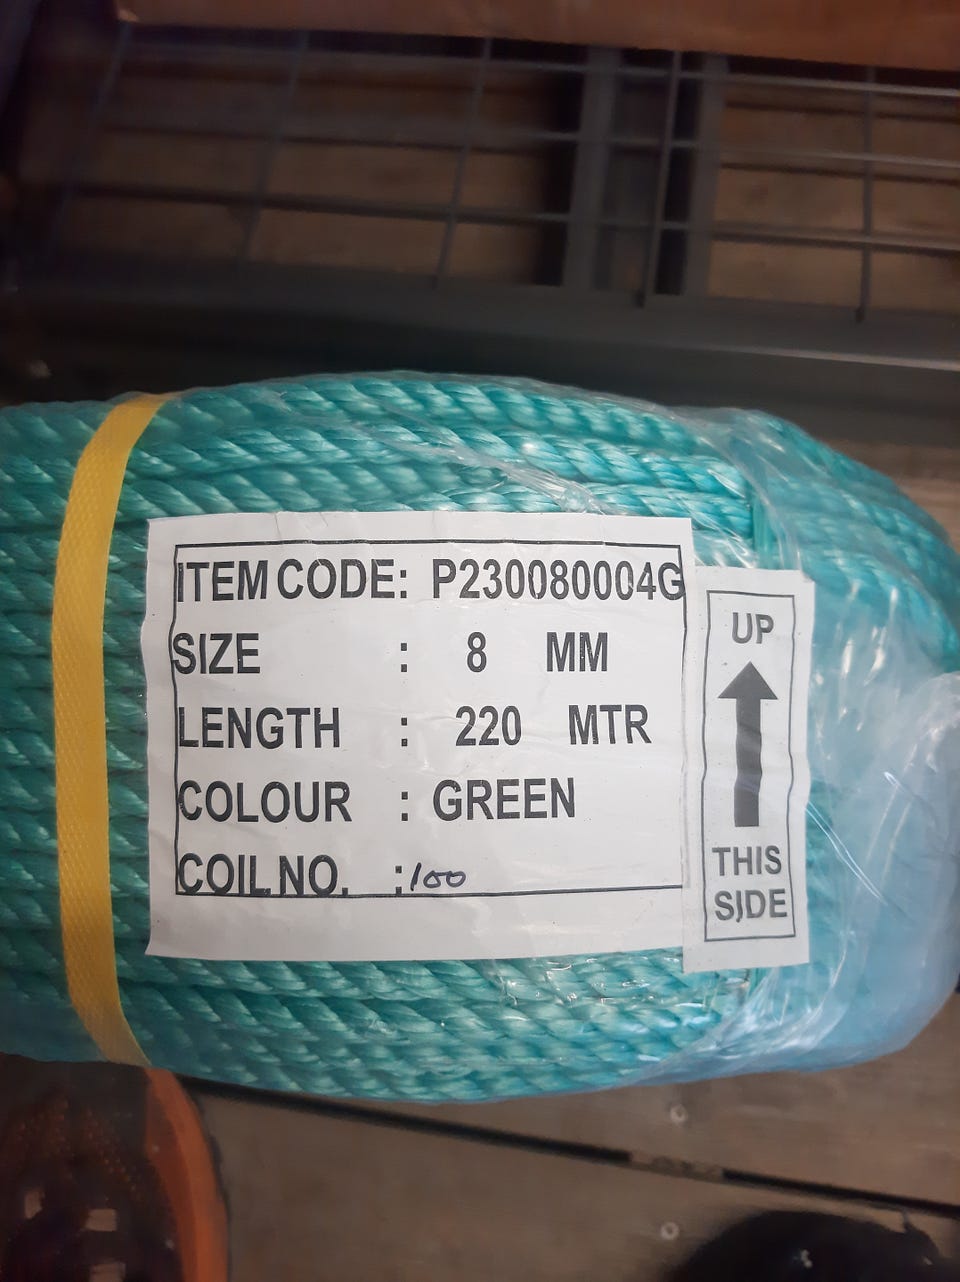 ITEM CODE: P230080004G
SIZE : 8 MM
LENGTH : 220 MTR
COLOUR : GREEN
COIL NO. :100
UP
THIS
SIDE